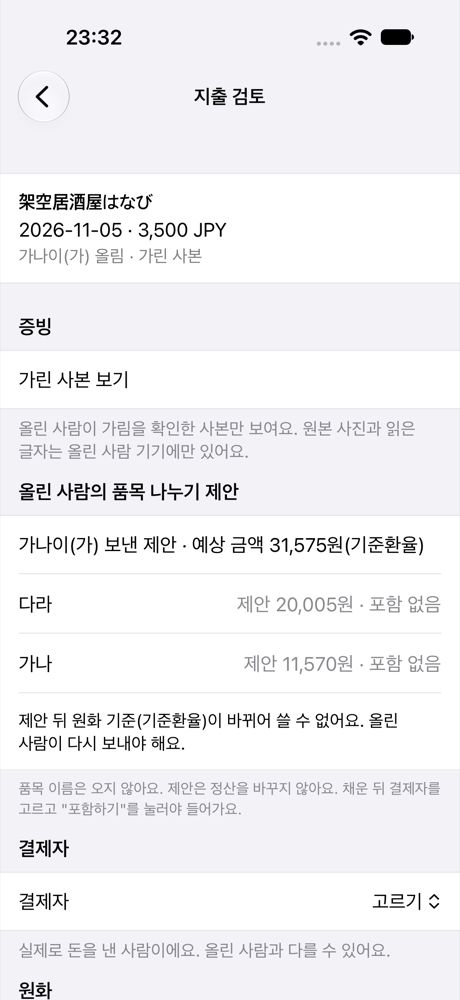 23:32
지출 검토
架空居酒屋はなび
2026-11-05 · 3,500 JPY
가나이(가) 올림 · 가린 사본
증빙
가린 사본 보기
올린 사람이 가림을 확인한 사본만 보여요. 원본 사진과 읽은
글자는 올린 사람 기기에만 있어요.
올린 사람의 품목 나누기 제안
가나이(가) 보낸 제안 · 예상 금액 31,575원(기준환율)
다라 제안 20,005원 · 포함 없음
가나 제안 11,570원 · 포함 없음
제안 뒤 원화 기준(기준환율)이 바뀌어 쓸 수 없어요. 올린
사람이 다시 보내야 해요.
품목 이름은 오지 않아요. 제안은 정산을 바꾸지 않아요. 채운 뒤 결제자를
고르고 "포함하기"를 눌러야 들어가요.
결제자
결제자 고르기
실제로 돈을 낸 사람이에요. 올린 사람과 다를 수 있어요.
원화